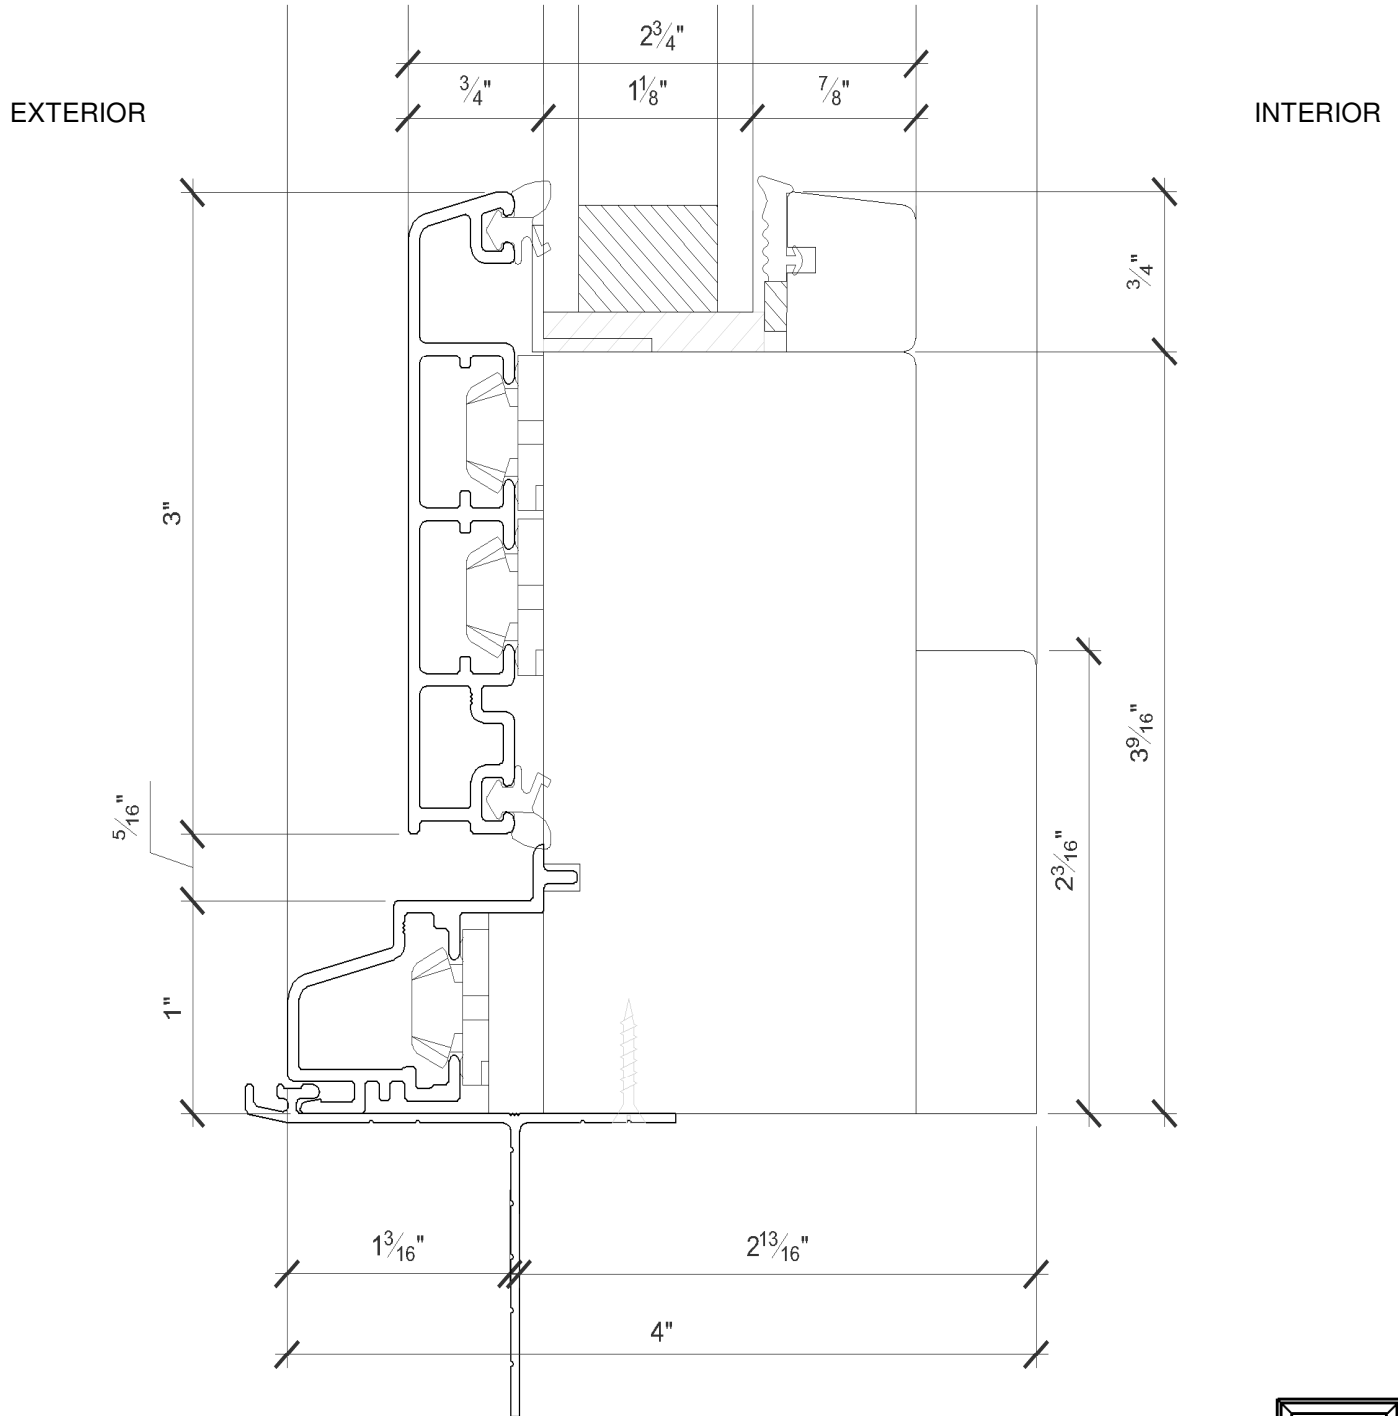 2 3/4"
3/4" 1 1/8" 7/8"
EXTERIOR
INTERIOR
3/4"
3"
3 9/16"
5/16"
2 3/16"
1"
1 3/16" 2 13/16"
4"